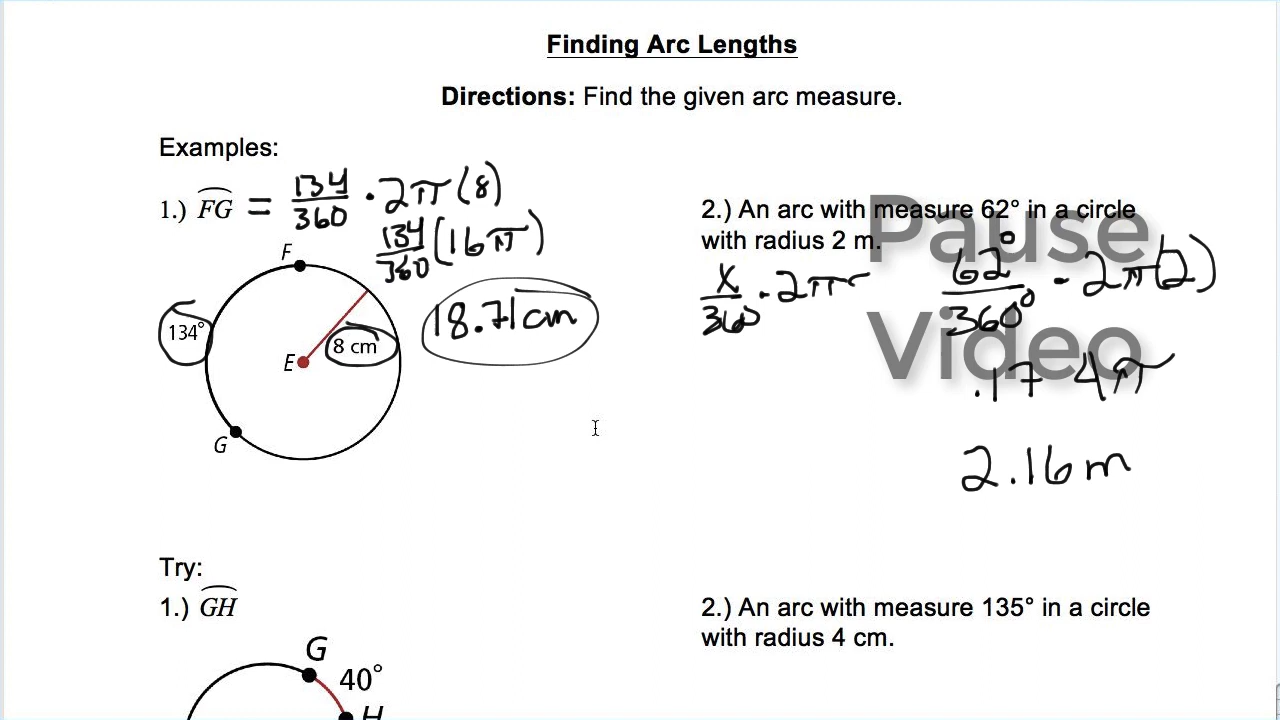 Finding Arc Lengths
Directions: Find the given arc measure.
Examples:
1.) FG = 134/360 · 2π(8)
134/360 (16π)
18.71cm
F
134°
8 cm
E
G
2.) An arc with measure 62° in a circle
with radius 2 m.
x/360 · 2πr
62°/360° · 2π(2)
.17 4π
2.16m
Pause
Video
Try:
1.) GH
G
40°
H
2.) An arc with measure 135° in a circle
with radius 4 cm.